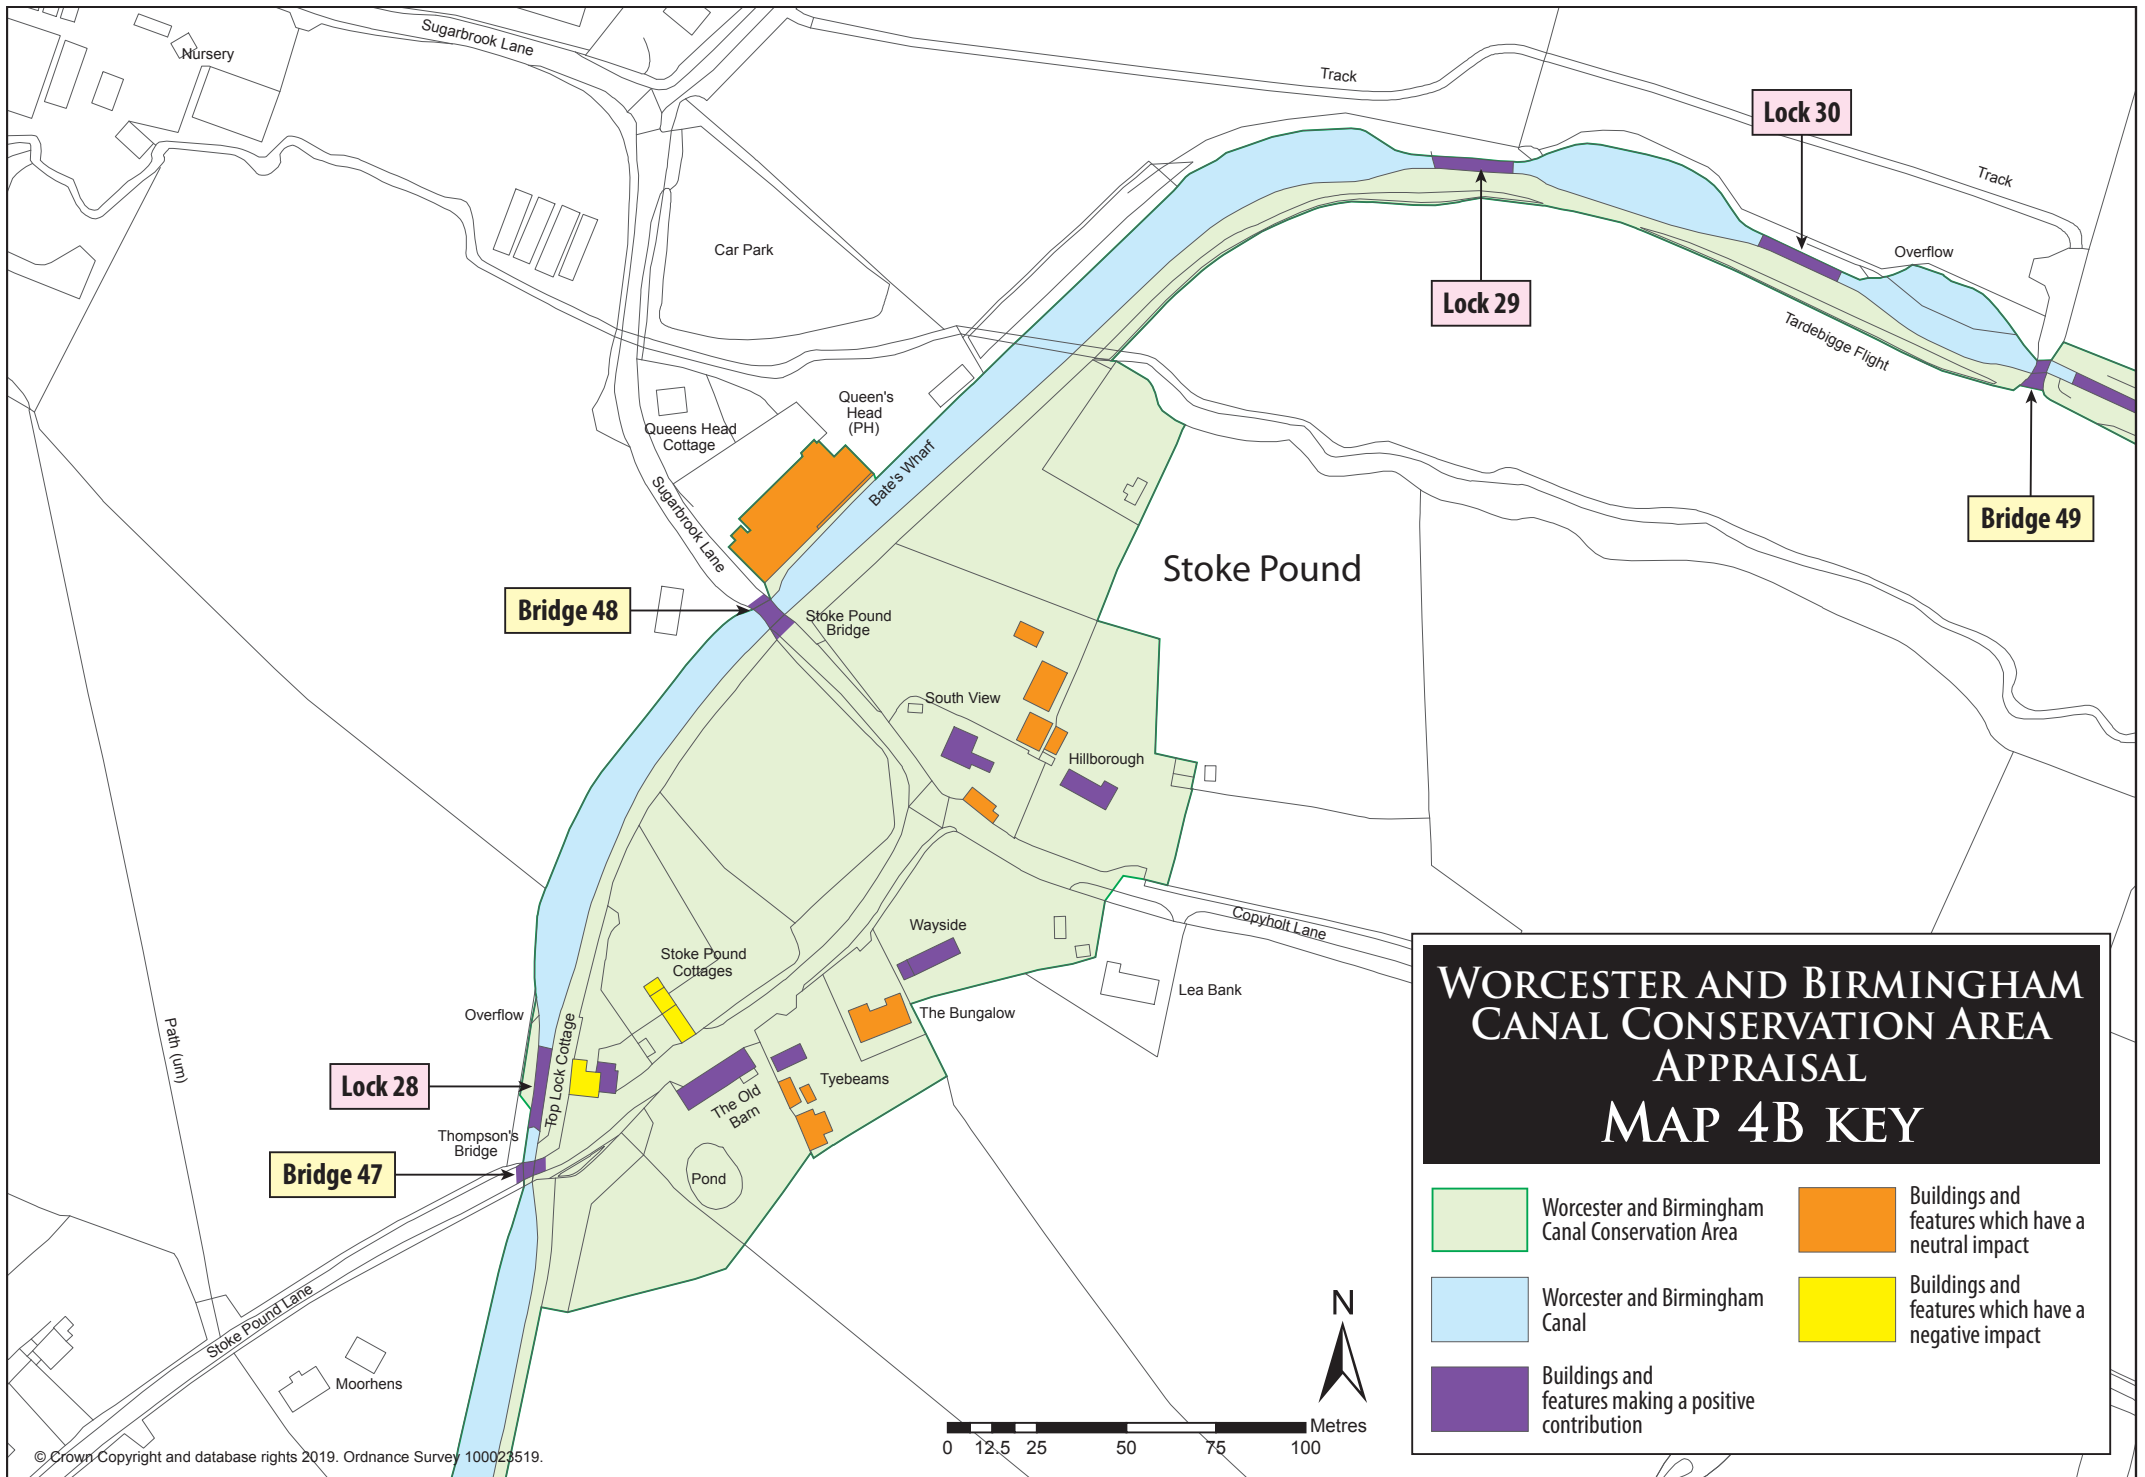 Sugarbrook Lane
Nursery
Track
Lock 30
Track
Car Park
Overflow
Lock 29
Tardebigge Flight
Queen's
Head
(PH)
Queens Head
Cottage
Bate's Wharf
Sugarbrook Lane
Bridge 49
Stoke Pound
Bridge 48
Stoke Pound
Bridge
South View
Hillborough
Wayside
Copyholt Lane
Stoke Pound
Cottages
Lea Bank
Overflow
The Bungalow
Path (um)
Top Lock Cottage
Lock 28
Tyebeams
The Old
Barn
Thompson's
Bridge
Bridge 47
Pond
Stoke Pound Lane
Moorhens
WORCESTER AND BIRMINGHAM
CANAL CONSERVATION AREA
APPRAISAL
MAP 4B KEY
Worcester and Birmingham
Canal Conservation Area
Worcester and Birmingham
Canal
Buildings and
features making a positive
contribution
Buildings and
features which have a
neutral impact
Buildings and
features which have a
negative impact
N
Metres
0 12.5 25 50 75 100
© Crown Copyright and database rights 2019. Ordnance Survey 100023519.